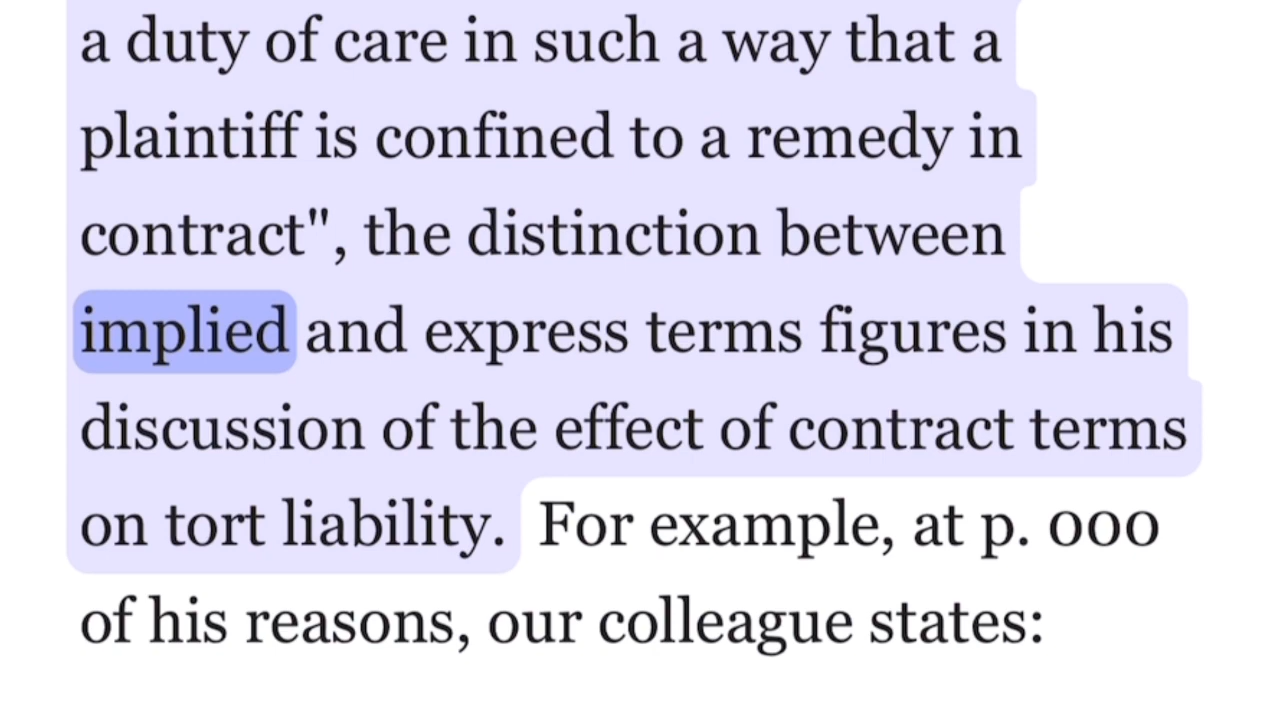 a duty of care in such a way that a
plaintiff is confined to a remedy in
contract", the distinction between
implied and express terms figures in his
discussion of the effect of contract terms
on tort liability. For example, at p. 000
of his reasons, our colleague states: